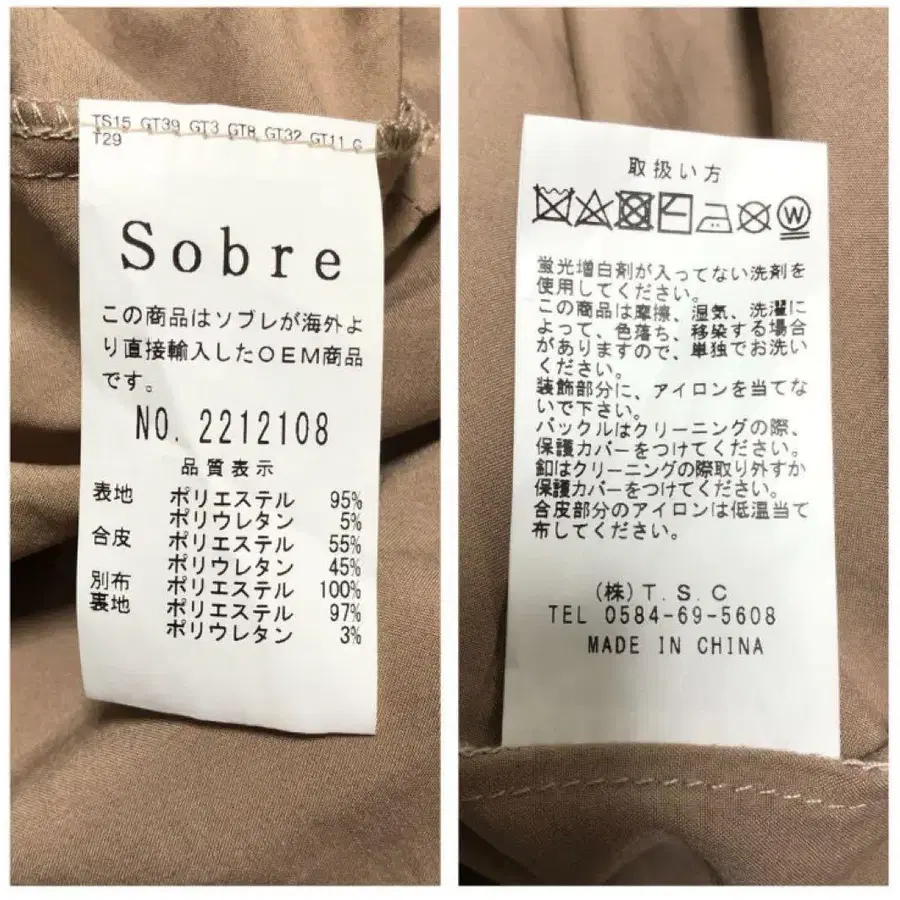 TS15 GT39 GT3 GT8 GT32 GT11 G
T29
Sobre
この商品はソブレが海外よ
り直接輸入したOEM商品
です。
NO. 2212108
品質表示
表地 ポリエステル 95%
ポリウレタン 5%
合皮 ポリエステル 55%
ポリウレタン 45%
別布 ポリエステル 100%
裏地 ポリエステル 97%
ポリウレタン 3%
取扱い方
W
蛍光増白剤が入ってない洗剤を
使用してください。
この商品は摩擦、湿気、洗濯に
よって、色落ち、移染する場合
がありますので、単独でお洗い
ください。
装飾部分に、アイロンを当てな
いで下さい。
バックルはクリーニングの際、
保護カバーをつけてください。
釦はクリーニングの際取り外すか
保護カバーをつけてください。
合皮部分のアイロンは低温当て
布してください。
(株)T.S.C
TEL 0584-69-5608
MADE IN CHINA